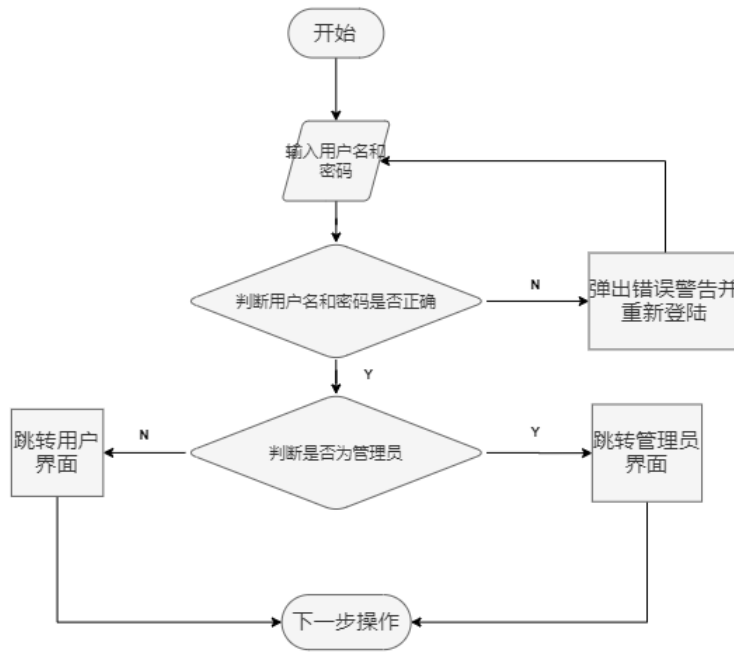 开始
输入用户名和
密码
判断用户名和密码是否正确
N
弹出错误警告并
重新登陆
Y
跳转用户
界面
N
判断是否为管理员
Y
跳转管理员
界面
下一步操作